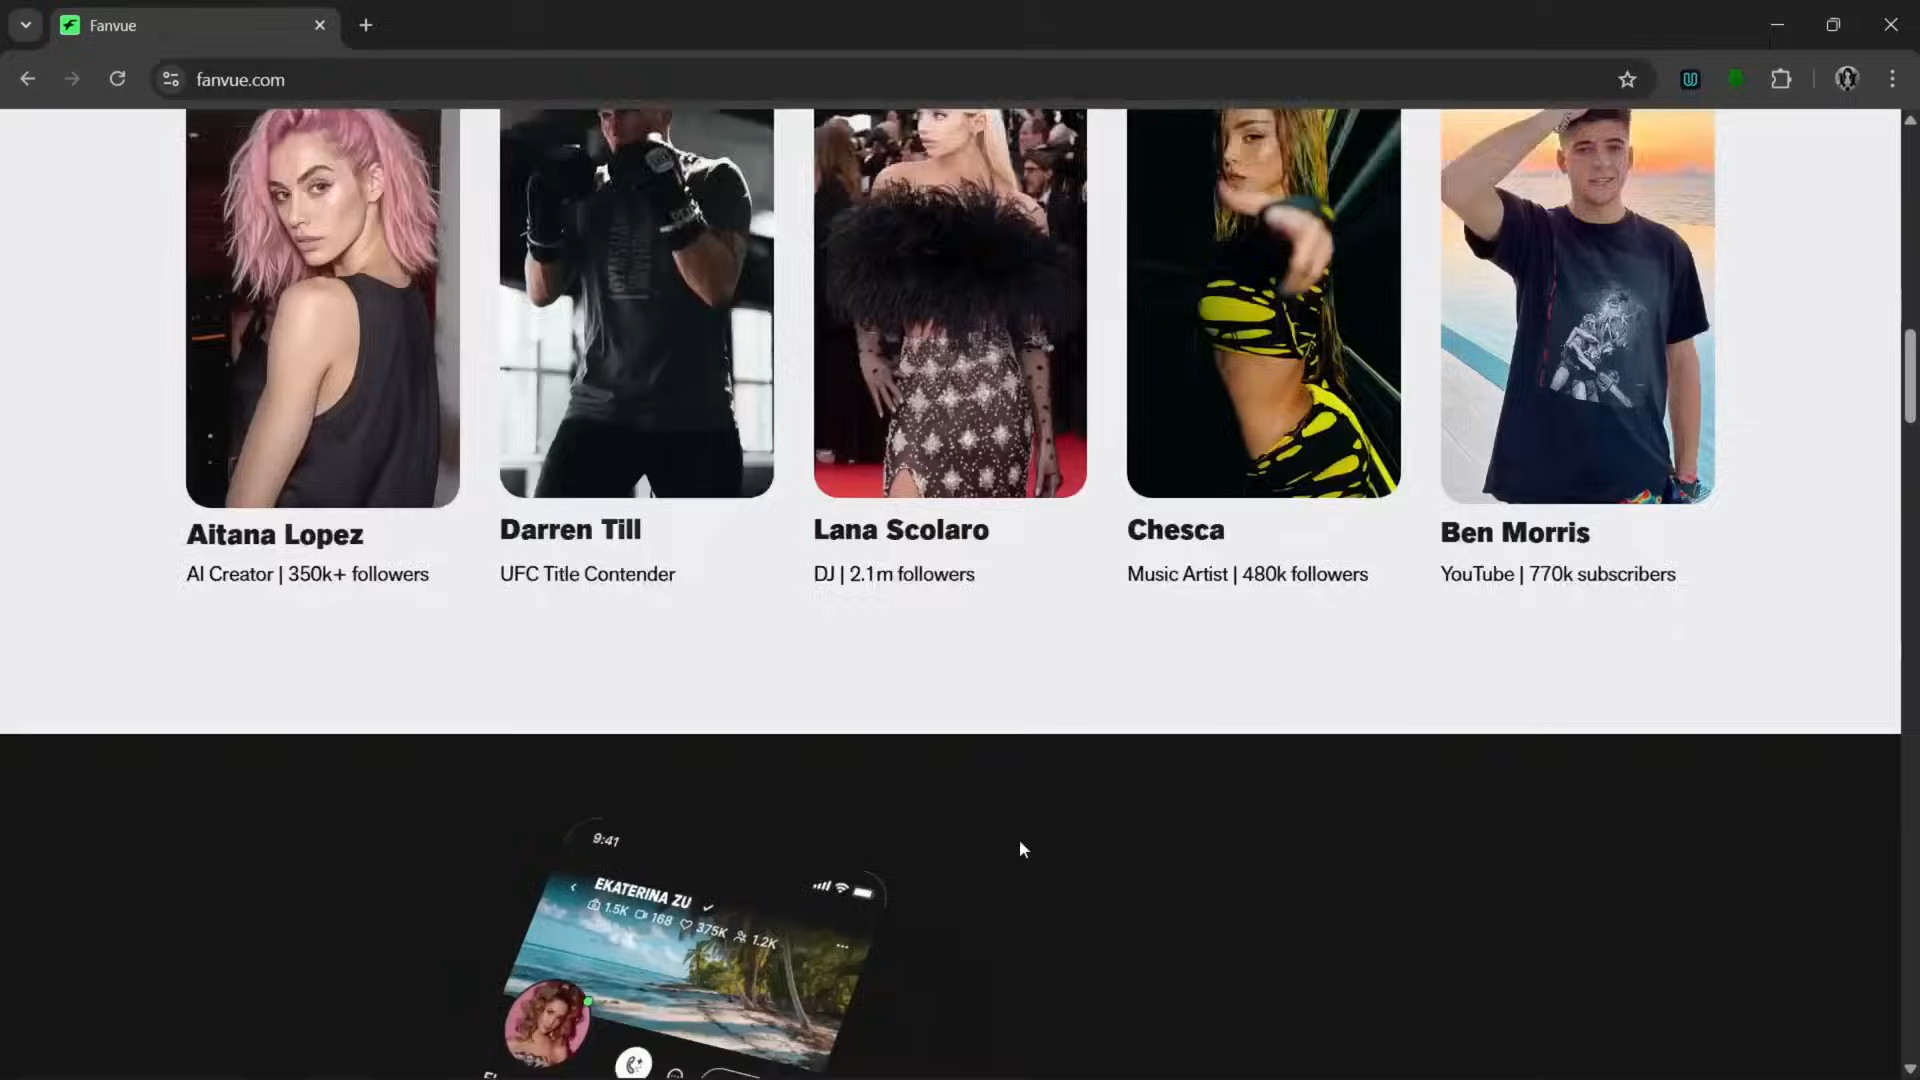 Fanvue
fanvue.com
Aitana Lopez
AI Creator | 350k+ followers
Darren Till
UFC Title Contender
Lana Scolaro
DJ | 2.1m followers
Chesca
Music Artist | 480k followers
Ben Morris
YouTube | 770k subscribers
9:41
EKATERINA ZU
1.5K 168 375K 1.2K